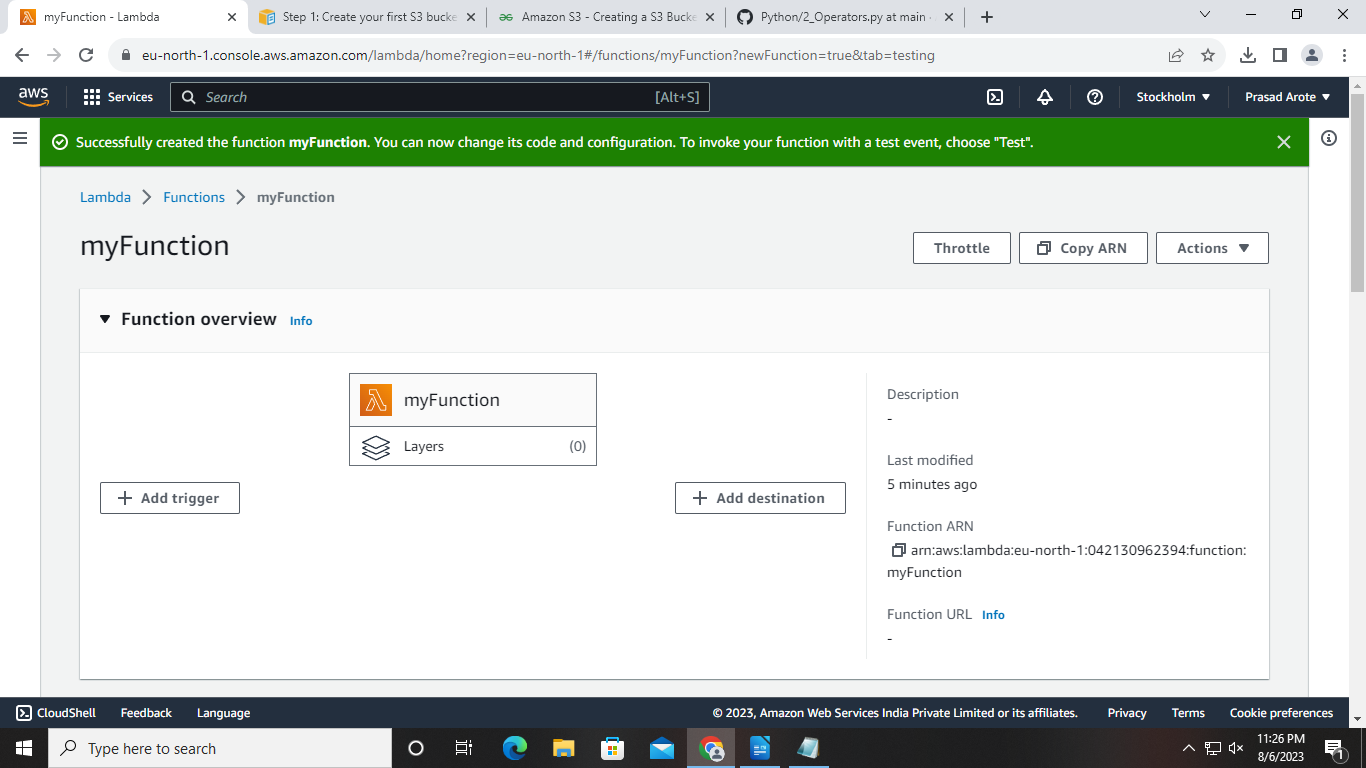 myFunction - Lambda
Step 1: Create your first S3 bucke
Amazon S3 - Creating a S3 Bucke
Python/2_Operators.py at main ·
eu-north-1.console.aws.amazon.com/lambda/home?region=eu-north-1#/functions/myFunction?newFunction=true&tab=testing
aws
Services
Search
[Alt+S]
Stockholm
Prasad Arote
Successfully created the function myFunction. You can now change its code and configuration. To invoke your function with a test event, choose "Test".
Lambda
Functions
myFunction
myFunction
Throttle
Copy ARN
Actions
Function overview
Info
myFunction
Layers
(0)
Add trigger
Add destination
Description
-
Last modified
5 minutes ago
Function ARN
arn:aws:lambda:eu-north-1:042130962394:function:
myFunction
Function URL
Info
-
CloudShell
Feedback
Language
© 2023, Amazon Web Services India Private Limited or its affiliates.
Privacy
Terms
Cookie preferences
Type here to search
11:26 PM
8/6/2023
1